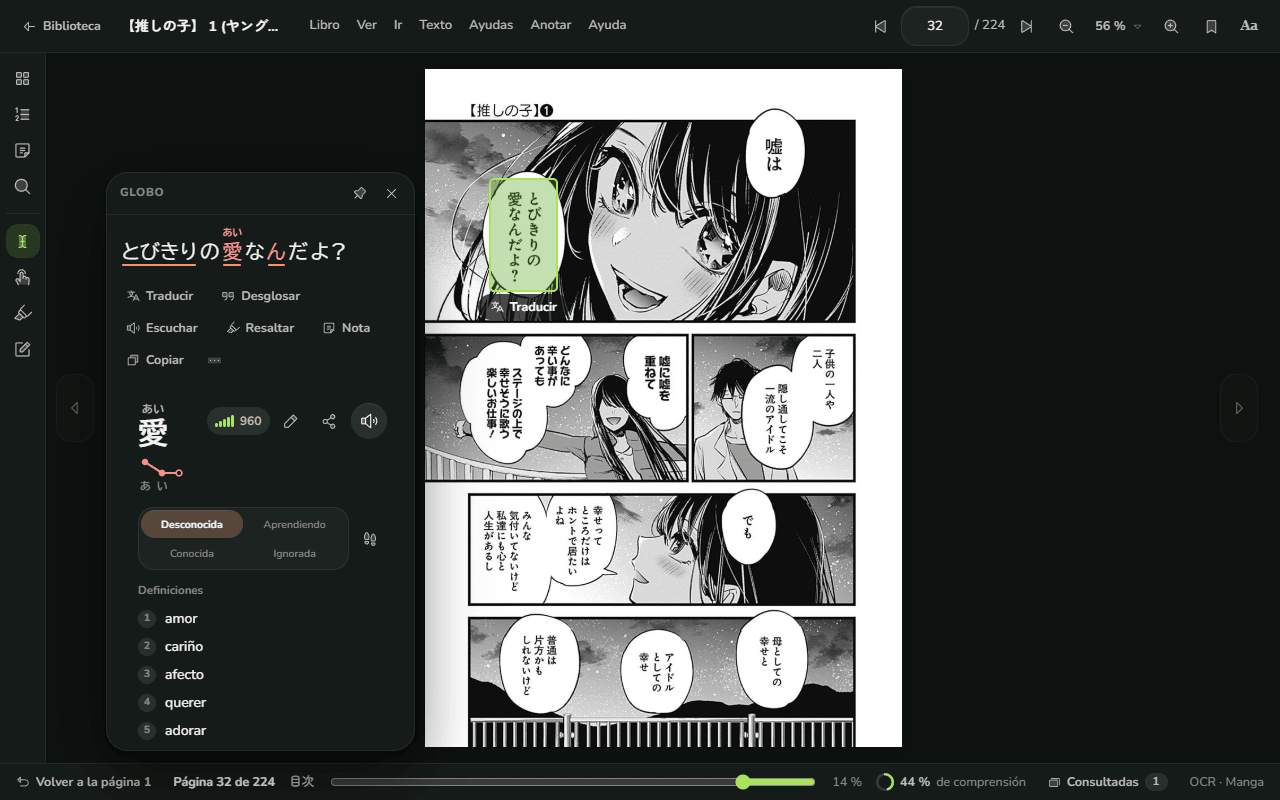 Biblioteca
【推しの子】 1 (ヤング...
Libro Ver Ir Texto Ayudas Anotar Ayuda
32 / 224
56 %
Aa
GLOBO
あい
とびきりの愛なんだよ?
Traducir Desglosar
Escuchar Resaltar Nota
Copiar
あい
愛
960
あ い
Desconocida Aprendiendo
Conocida Ignorada
Definiciones
1 amor
2 cariño
3 afecto
4 querer
5 adorar
【推しの子】❶
嘘は
とびきりの
愛なんだよ?
Traducir
子供の一人や
二人
隠し通してこそ
一流のアイドル
嘘に嘘を
重ねて
どんなに
辛い事が
あっても
ステージの上で
幸せそうに歌う
楽しいお仕事!
でも
幸せって
ところだけは
ホントで居たい
よね
みんな
気付いてないけど
私達にも心と
人生があるし
母としての
幸せと
アイドル
としての
幸せ
普通は
片方かも
しれないけど
Volver a la página 1
Página 32 de 224
目次
14 %
44 % de comprensión
Consultadas 1
OCR · Manga